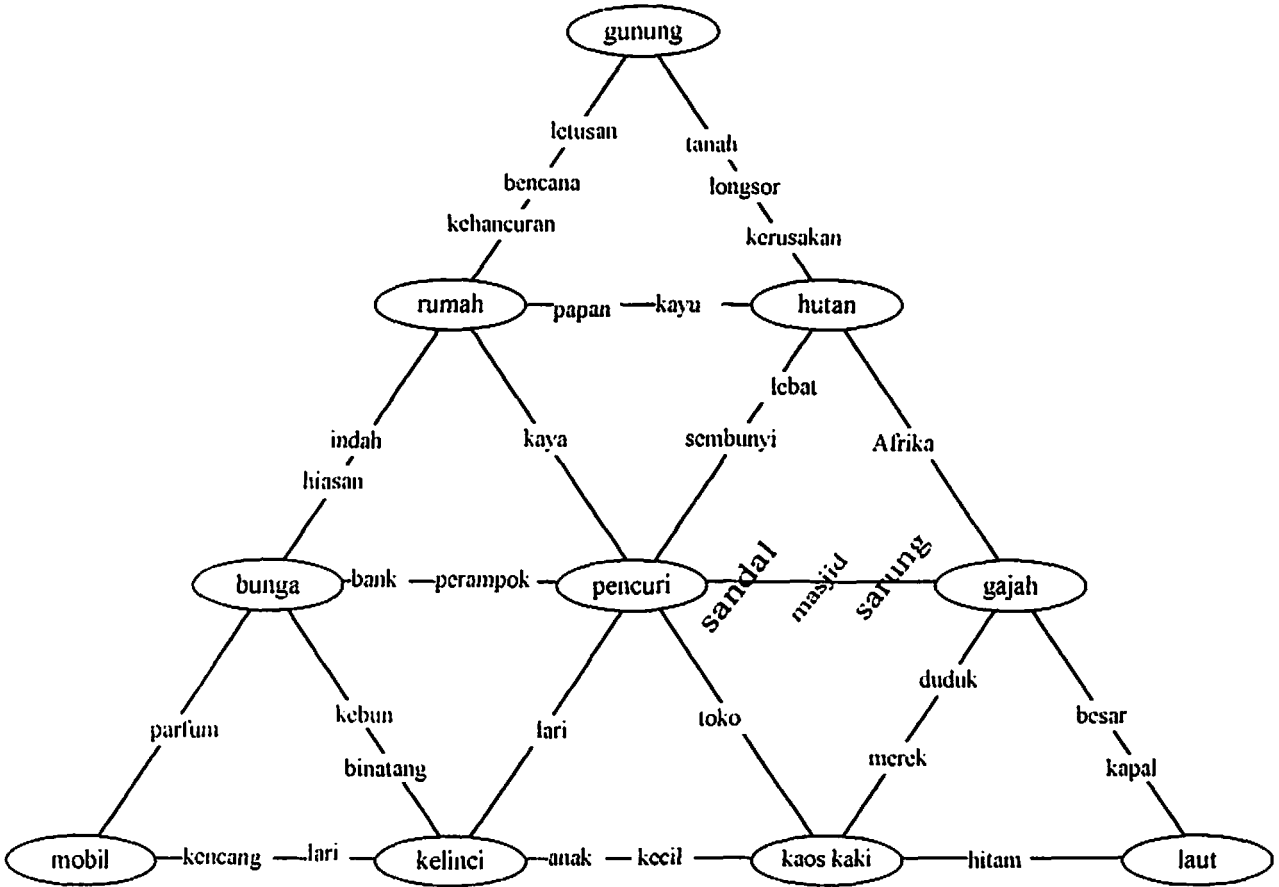 gunung
letusan
tanah
bencana
longsor
kehancuran
kerusakan
rumah papan kayu hutan
lebat
indah kaya sembunyi Afrika
hiasan
bunga bank perampok pencuri sandal masjid sarung gajah
duduk
parfum kebun lari toko besar
binatang merek kapal
mobil kencang lari kelinci anak kecil kaos kaki hitam laut